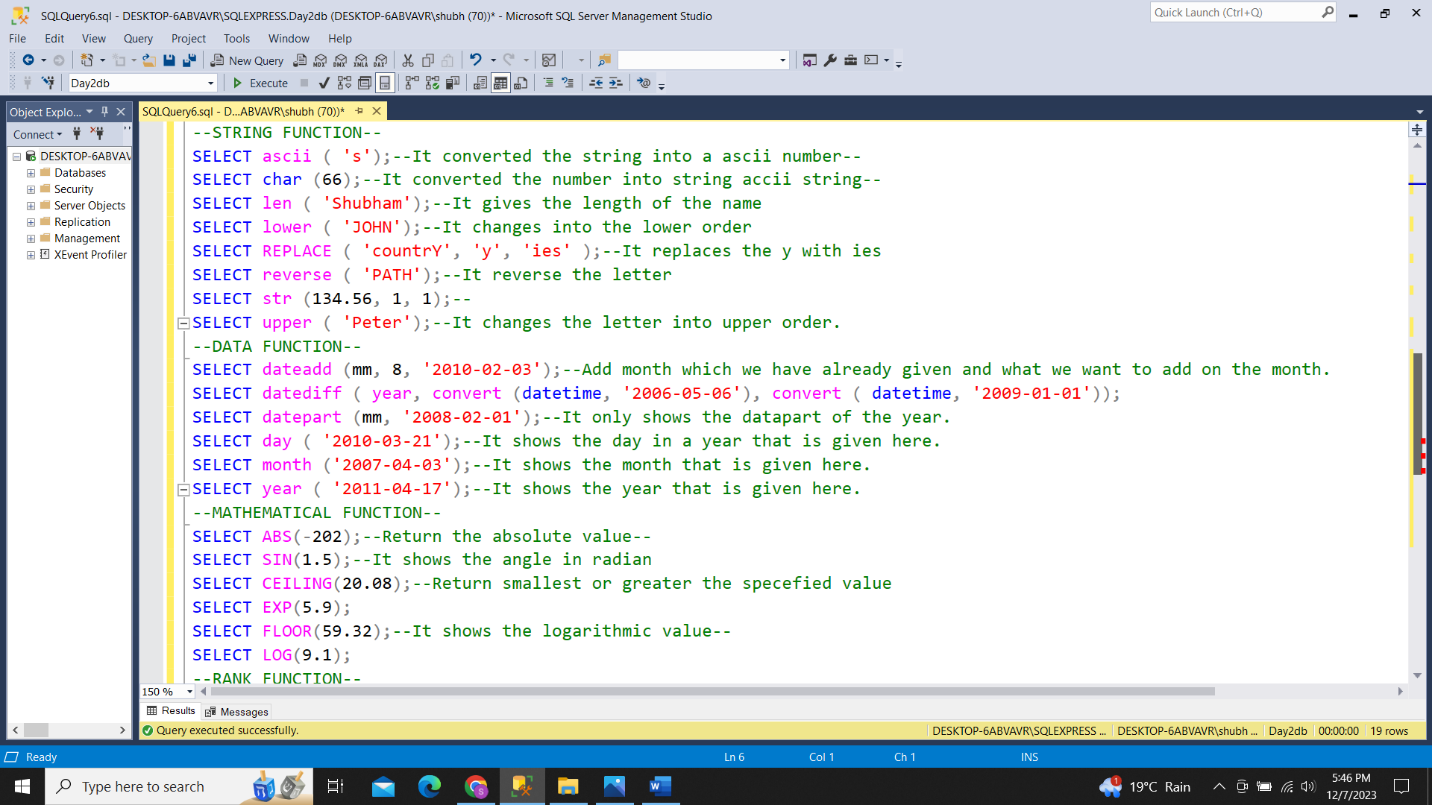 SQLQuery6.sql - DESKTOP-6ABVAVR\SQLEXPRESS.Day2db (DESKTOP-6ABVAVR\shubh (70))* - Microsoft SQL Server Management Studio
Quick Launch (Ctrl+Q)
File Edit View Query Project Tools Window Help
New Query
MDX DMX XMLA DAX
Day2db
Execute
Object Explo...
SQLQuery6.sql - D...ABVAVR\shubh (70))*
Connect
DESKTOP-6ABVAV
Databases
Security
Server Objects
Replication
Management
XEvent Profiler
--STRING FUNCTION--
SELECT ascii ( 's');--It converted the string into a ascii number--
SELECT char (66);--It converted the number into string accii string--
SELECT len ( 'Shubham');--It gives the length of the name
SELECT lower ( 'JOHN');--It changes into the lower order
SELECT REPLACE ( 'countrY', 'y', 'ies' );--It replaces the y with ies
SELECT reverse ( 'PATH');--It reverse the letter
SELECT str (134.56, 1, 1);--
SELECT upper ( 'Peter');--It changes the letter into upper order.
--DATA FUNCTION--
SELECT dateadd (mm, 8, '2010-02-03');--Add month which we have already given and what we want to add on the month.
SELECT datediff ( year, convert (datetime, '2006-05-06'), convert ( datetime, '2009-01-01'));
SELECT datepart (mm, '2008-02-01');--It only shows the datapart of the year.
SELECT day ( '2010-03-21');--It shows the day in a year that is given here.
SELECT month ('2007-04-03');--It shows the month that is given here.
SELECT year ( '2011-04-17');--It shows the year that is given here.
--MATHEMATICAL FUNCTION--
SELECT ABS(-202);--Return the absolute value--
SELECT SIN(1.5);--It shows the angle in radian
SELECT CEILING(20.08);--Return smallest or greater the specefied value
SELECT EXP(5.9);
SELECT FLOOR(59.32);--It shows the logarithmic value--
SELECT LOG(9.1);
--RANK FUNCTION--
150 %
Results Messages
Query executed successfully.
DESKTOP-6ABVAVR\SQLEXPRESS ... DESKTOP-6ABVAVR\shubh ... Day2db 00:00:00 19 rows
Ready
Ln 6 Col 1 Ch 1 INS
Type here to search
1
19°C Rain
5:46 PM
12/7/2023